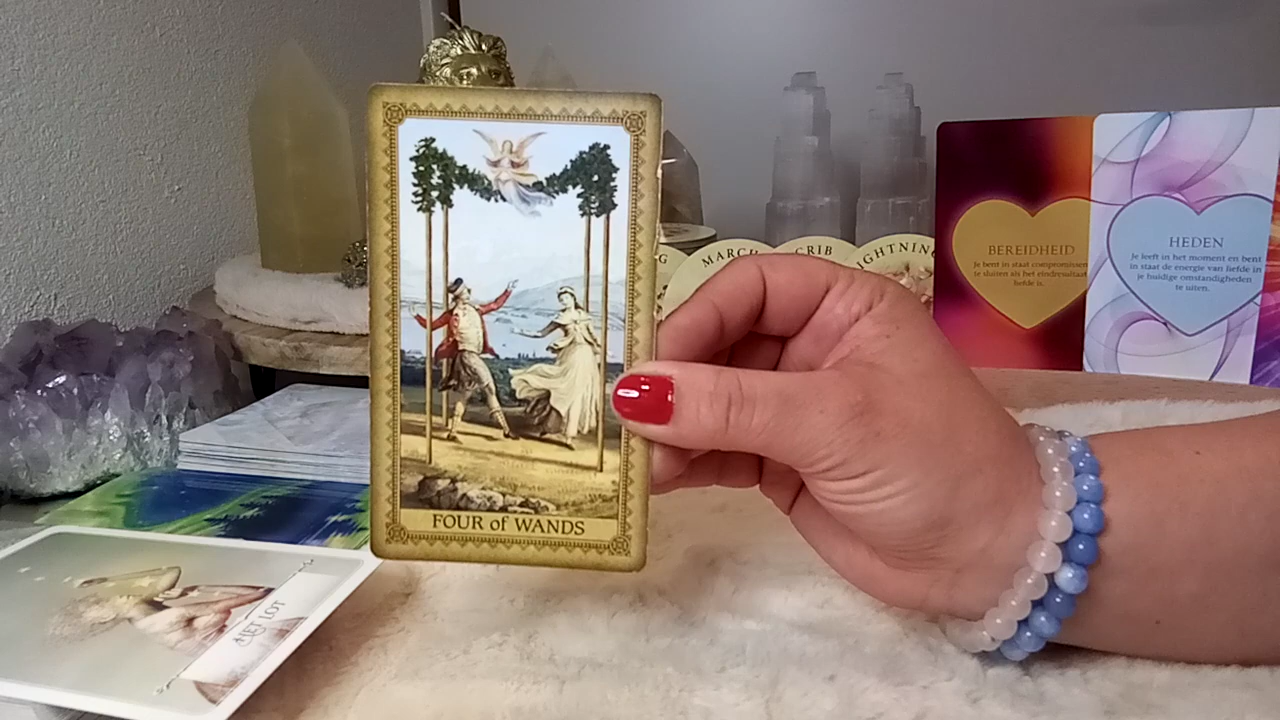 FOUR of WANDS
HET LOT
G
MARCH
CRIB
LIGHTNING
BEREIDHEID
Je bent in staat compromissen
te sluiten als het eindresultaat
liefde is.
HEDEN
Je leeft in het moment en bent
in staat de energie van liefde in
je huidige omstandigheden
te uiten.